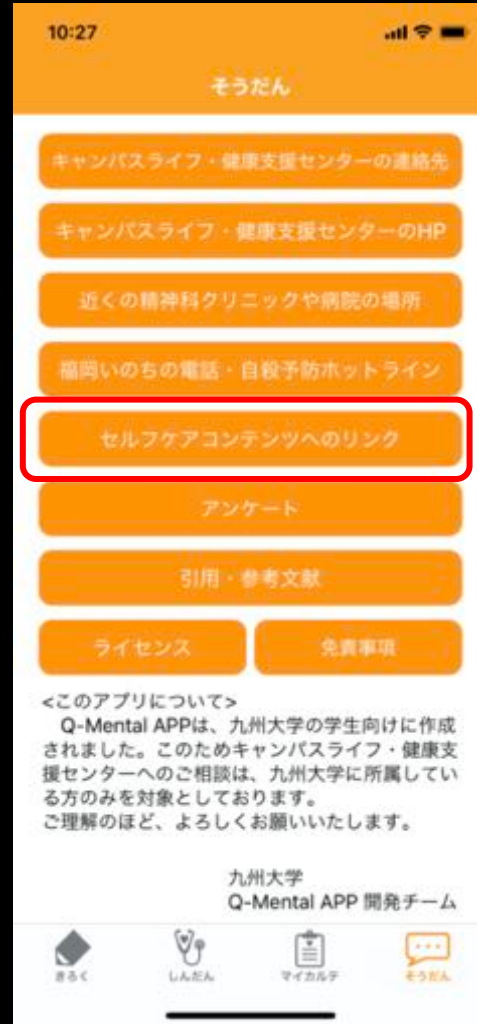 10:27
そうだん
キャンパスライフ・健康支援センターの連絡先
キャンパスライフ・健康支援センターのHP
近くの精神科クリニックや病院の場所
福岡いのちの電話・自殺予防ホットライン
セルフケアコンテンツへのリンク
アンケート
引用・参考文献
ライセンス 免責事項
<このアプリについて>
Q-Mental APPは、九州大学の学生向けに作成
されました。このためキャンパスライフ・健康支
援センターへのご相談は、九州大学に所属してい
る方のみを対象としております。
ご理解のほど、よろしくお願いいたします。
九州大学
Q-Mental APP 開発チーム
きろく しんだん マイカルテ そうだん